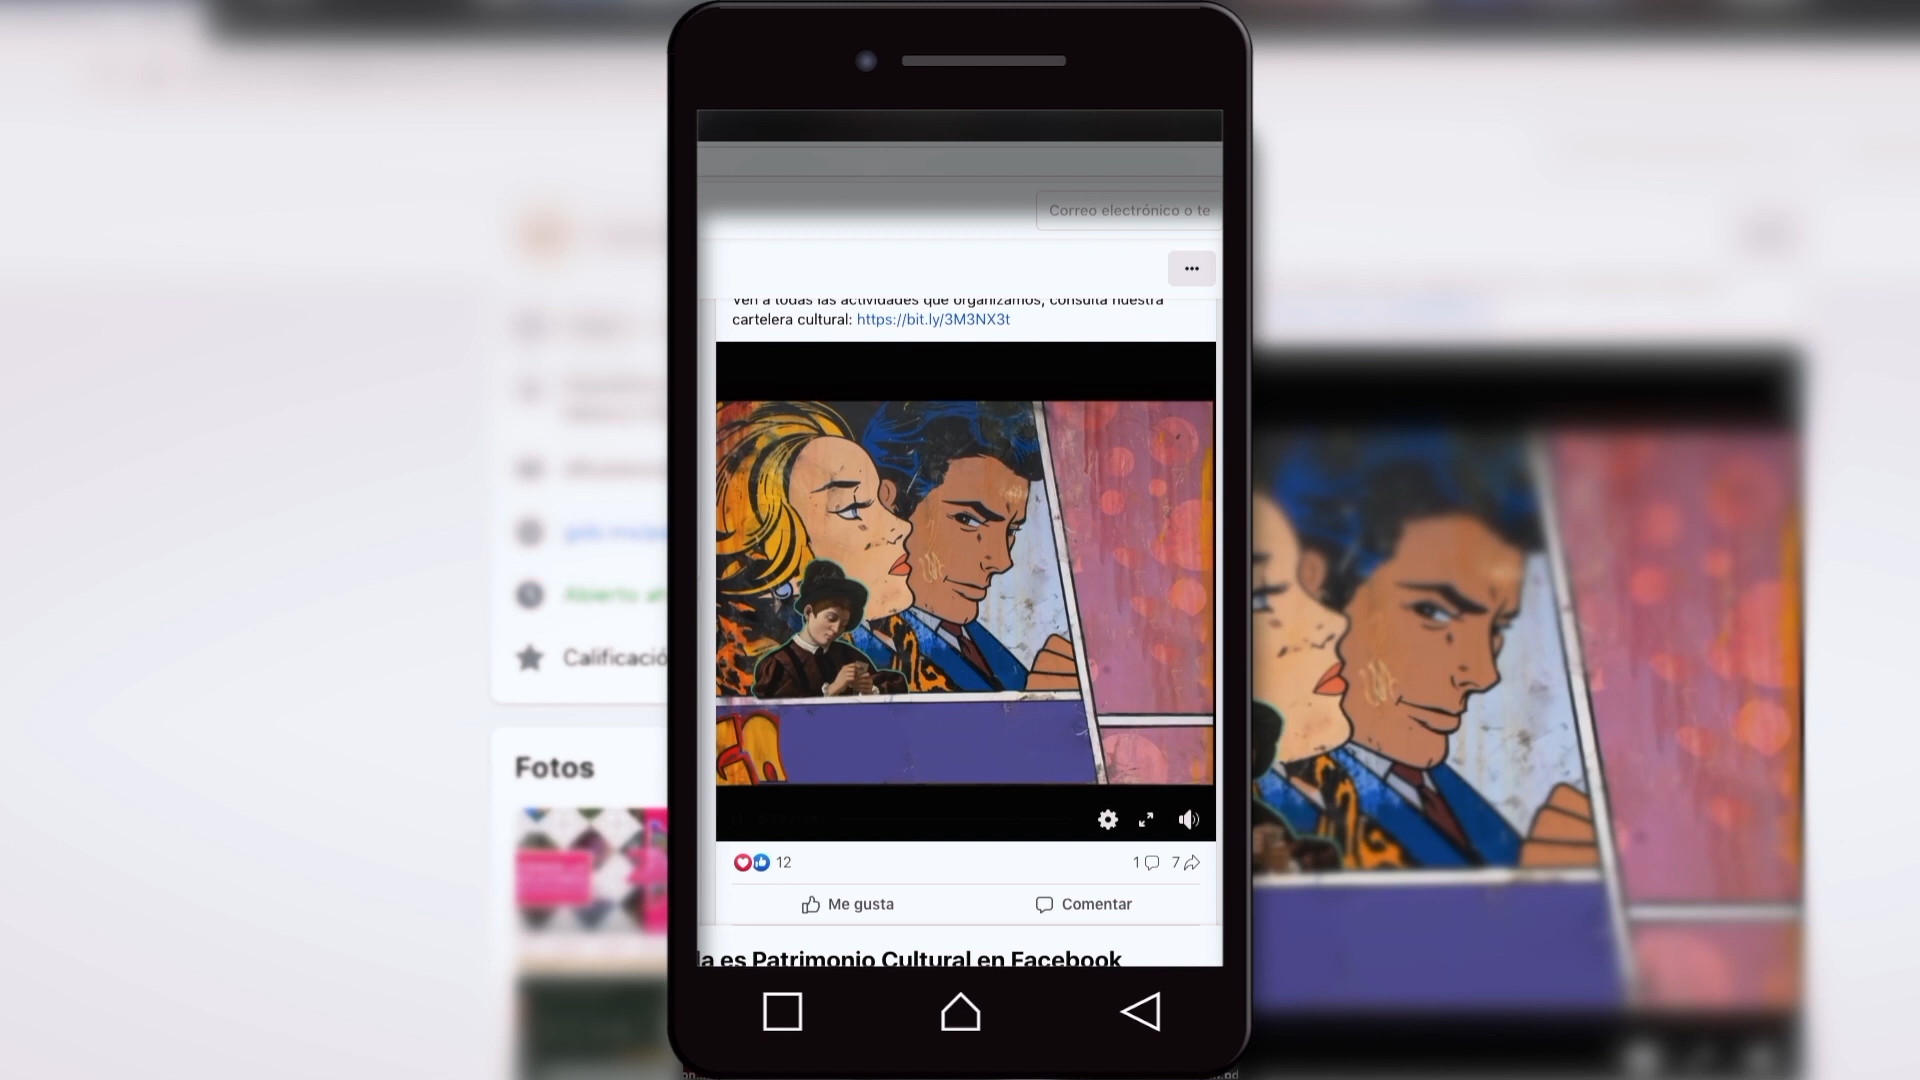 Correo electrónico o te
Ven a todas las actividades que organizamos, consulta nuestra
cartelera cultural: https://bit.ly/3M3NX3t
Calificació
Fotos
12
1
7
Me gusta
Comentar
la es Patrimonio Cultural en Facebook